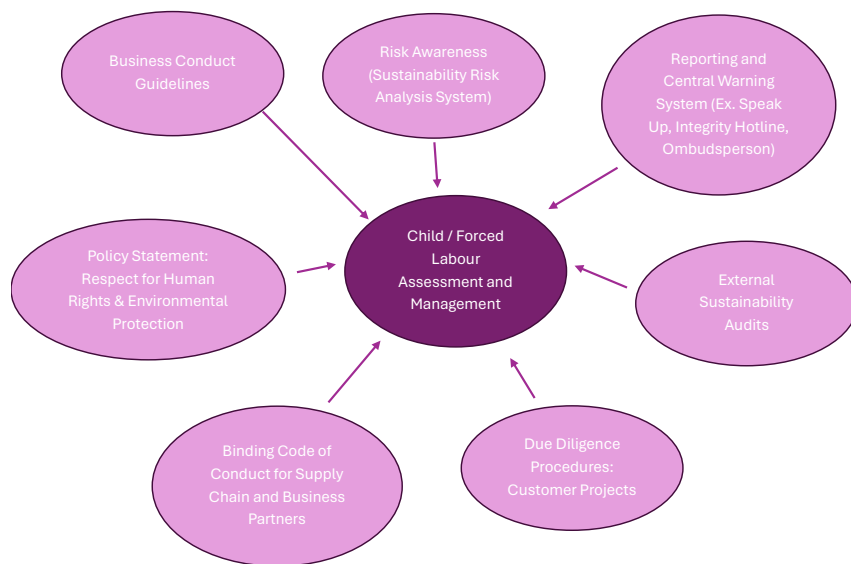 Business Conduct
Guidelines
Risk Awareness
(Sustainability Risk
Analysis System)
Reporting and
Central Warning
System (Ex. Speak
Up, Integrity Hotline,
Ombudsperson)
Policy Statement:
Respect for Human
Rights & Environmental
Protection
Child / Forced
Labour
Assessment and
Management
External
Sustainability
Audits
Binding Code of
Conduct for Supply
Chain and Business
Partners
Due Diligence
Procedures:
Customer Projects